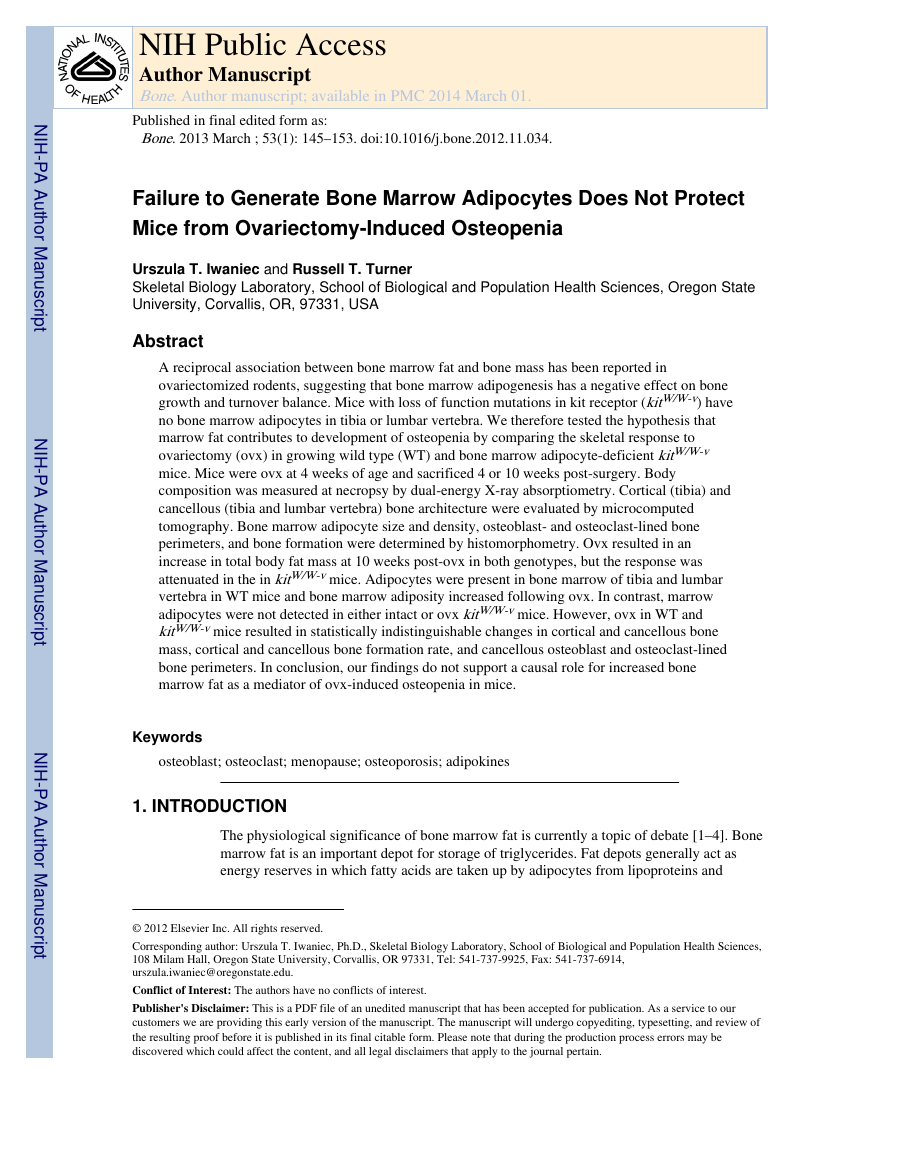 NIH Public Access
Author Manuscript
Bone. Author manuscript; available in PMC 2014 March 01.
NATIONAL INSTITUTES OF HEALTH
NIH-PA Author Manuscript
NIH-PA Author Manuscript
NIH-PA Author Manuscript
Published in final edited form as:
Bone. 2013 March ; 53(1): 145–153. doi:10.1016/j.bone.2012.11.034.
Failure to Generate Bone Marrow Adipocytes Does Not Protect
Mice from Ovariectomy-Induced Osteopenia
Urszula T. Iwaniec and Russell T. Turner
Skeletal Biology Laboratory, School of Biological and Population Health Sciences, Oregon State
University, Corvallis, OR, 97331, USA
Abstract
A reciprocal association between bone marrow fat and bone mass has been reported in
ovariectomized rodents, suggesting that bone marrow adipogenesis has a negative effect on bone
growth and turnover balance. Mice with loss of function mutations in kit receptor (kitW/W-v) have
no bone marrow adipocytes in tibia or lumbar vertebra. We therefore tested the hypothesis that
marrow fat contributes to development of osteopenia by comparing the skeletal response to
ovariectomy (ovx) in growing wild type (WT) and bone marrow adipocyte-deficient kitW/W-v
mice. Mice were ovx at 4 weeks of age and sacrificed 4 or 10 weeks post-surgery. Body
composition was measured at necropsy by dual-energy X-ray absorptiometry. Cortical (tibia) and
cancellous (tibia and lumbar vertebra) bone architecture were evaluated by microcomputed
tomography. Bone marrow adipocyte size and density, osteoblast- and osteoclast-lined bone
perimeters, and bone formation were determined by histomorphometry. Ovx resulted in an
increase in total body fat mass at 10 weeks post-ovx in both genotypes, but the response was
attenuated in the in kitW/W-v mice. Adipocytes were present in bone marrow of tibia and lumbar
vertebra in WT mice and bone marrow adiposity increased following ovx. In contrast, marrow
adipocytes were not detected in either intact or ovx kitW/W-v mice. However, ovx in WT and
kitW/W-v mice resulted in statistically indistinguishable changes in cortical and cancellous bone
mass, cortical and cancellous bone formation rate, and cancellous osteoblast and osteoclast-lined
bone perimeters. In conclusion, our findings do not support a causal role for increased bone
marrow fat as a mediator of ovx-induced osteopenia in mice.
Keywords
osteoblast; osteoclast; menopause; osteoporosis; adipokines
1. INTRODUCTION
The physiological significance of bone marrow fat is currently a topic of debate [1–4]. Bone
marrow fat is an important depot for storage of triglycerides. Fat depots generally act as
energy reserves in which fatty acids are taken up by adipocytes from lipoproteins and
© 2012 Elsevier Inc. All rights reserved.
Corresponding author: Urszula T. Iwaniec, Ph.D., Skeletal Biology Laboratory, School of Biological and Population Health Sciences,
108 Milam Hall, Oregon State University, Corvallis, OR 97331, Tel: 541-737-9925, Fax: 541-737-6914,
urszula.iwaniec@oregonstate.edu.
Conflict of Interest: The authors have no conflicts of interest.
Publisher's Disclaimer: This is a PDF file of an unedited manuscript that has been accepted for publication. As a service to our
customers we are providing this early version of the manuscript. The manuscript will undergo copyediting, typesetting, and review of
the resulting proof before it is published in its final citable form. Please note that during the production process errors may be
discovered which could affect the content, and all legal disclaimers that apply to the journal pertain.